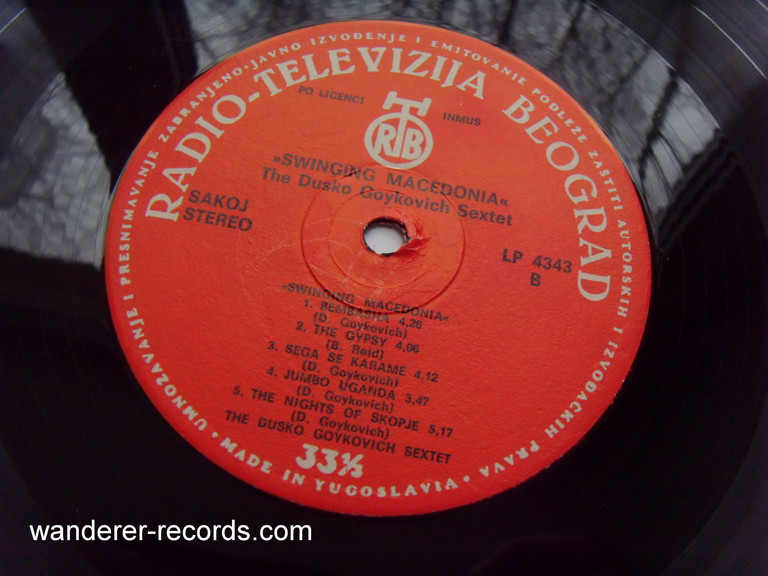 UMNOŽAVANJE I PRESNIMAVANJE ZABRANJENO • JAVNO IZVOĐENJE I EMITOVANJE PODLEŽE ZAŠTITI AUTORSKIH I IZVOĐAČKIH PRAVA •
RADIO-TELEVIZIJA BEOGRAD
PO LICENCI
INMUS
RTB
»SWINGING MACEDONIA«
The Dusko Goykovich Sextet
SAKOJ
STEREO
LP 4343
B
»SWINGING MACEDONIA«
1. BEMBASHA 4,26
(D. Goykovich)
2. THE GYPSY 4,06
(B. Reid)
3. SEGA SE KARAME 4,12
(D. Goykovich)
4. JUMBO UGANDA 3,47
(D. Goykovich)
5. THE NIGHTS OF SKOPJE 5,17
(D. Goykovich)
THE DUSKO GOYKOVICH SEXTET
33⅓
• MADE IN YUGOSLAVIA •
wanderer-records.com